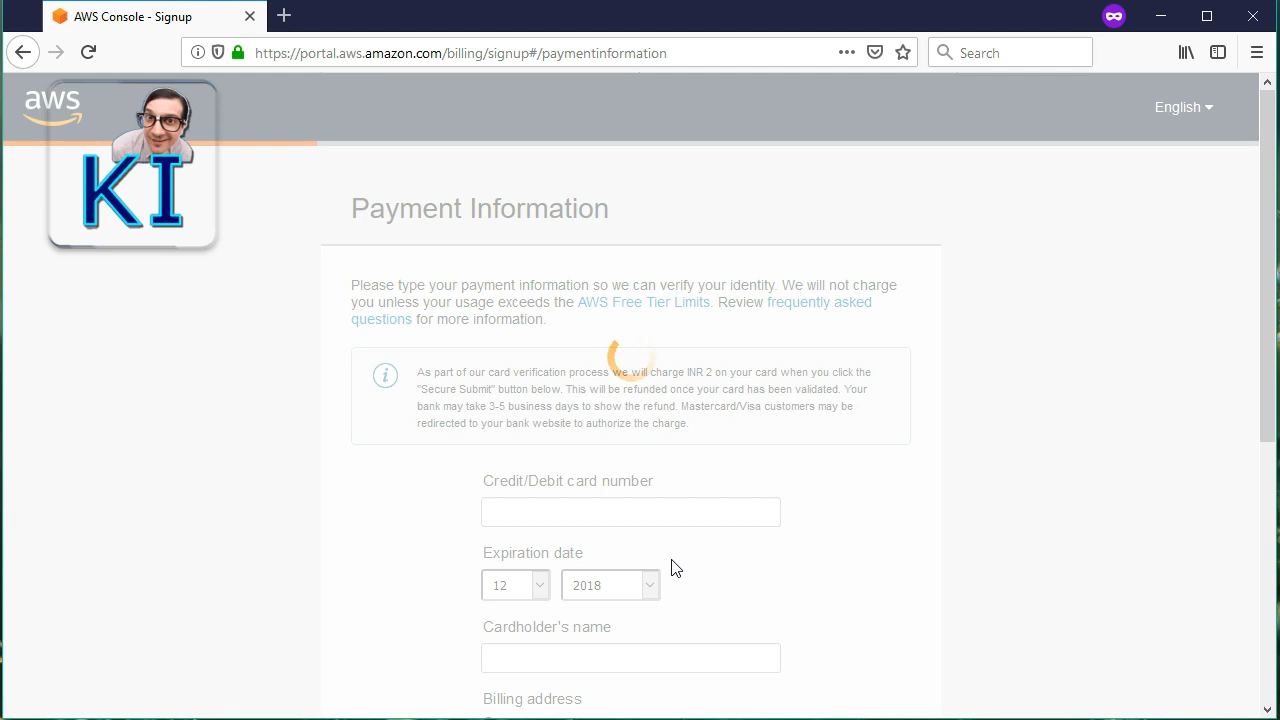 AWS Console - Signup
https://portal.aws.amazon.com/billing/signup#/paymentinformation
Search
aws
English
KI
Payment Information
Please type your payment information so we can verify your identity. We will not charge
you unless your usage exceeds the AWS Free Tier Limits. Review frequently asked
questions for more information.
As part of our card verification process we will charge INR 2 on your card when you click the
"Secure Submit" button below. This will be refunded once your card has been validated. Your
bank may take 3-5 business days to show the refund. Mastercard/Visa customers may be
redirected to your bank website to authorize the charge.
Credit/Debit card number
Expiration date
12
2018
Cardholder's name
Billing address